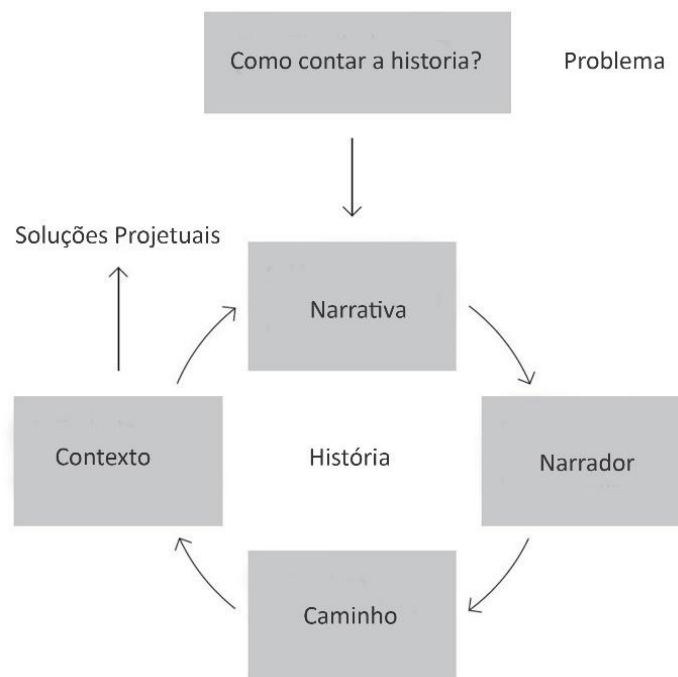 Como contar a historia?
Problema
Soluções Projetuais
Narrativa
Contexto
História
Narrador
Caminho